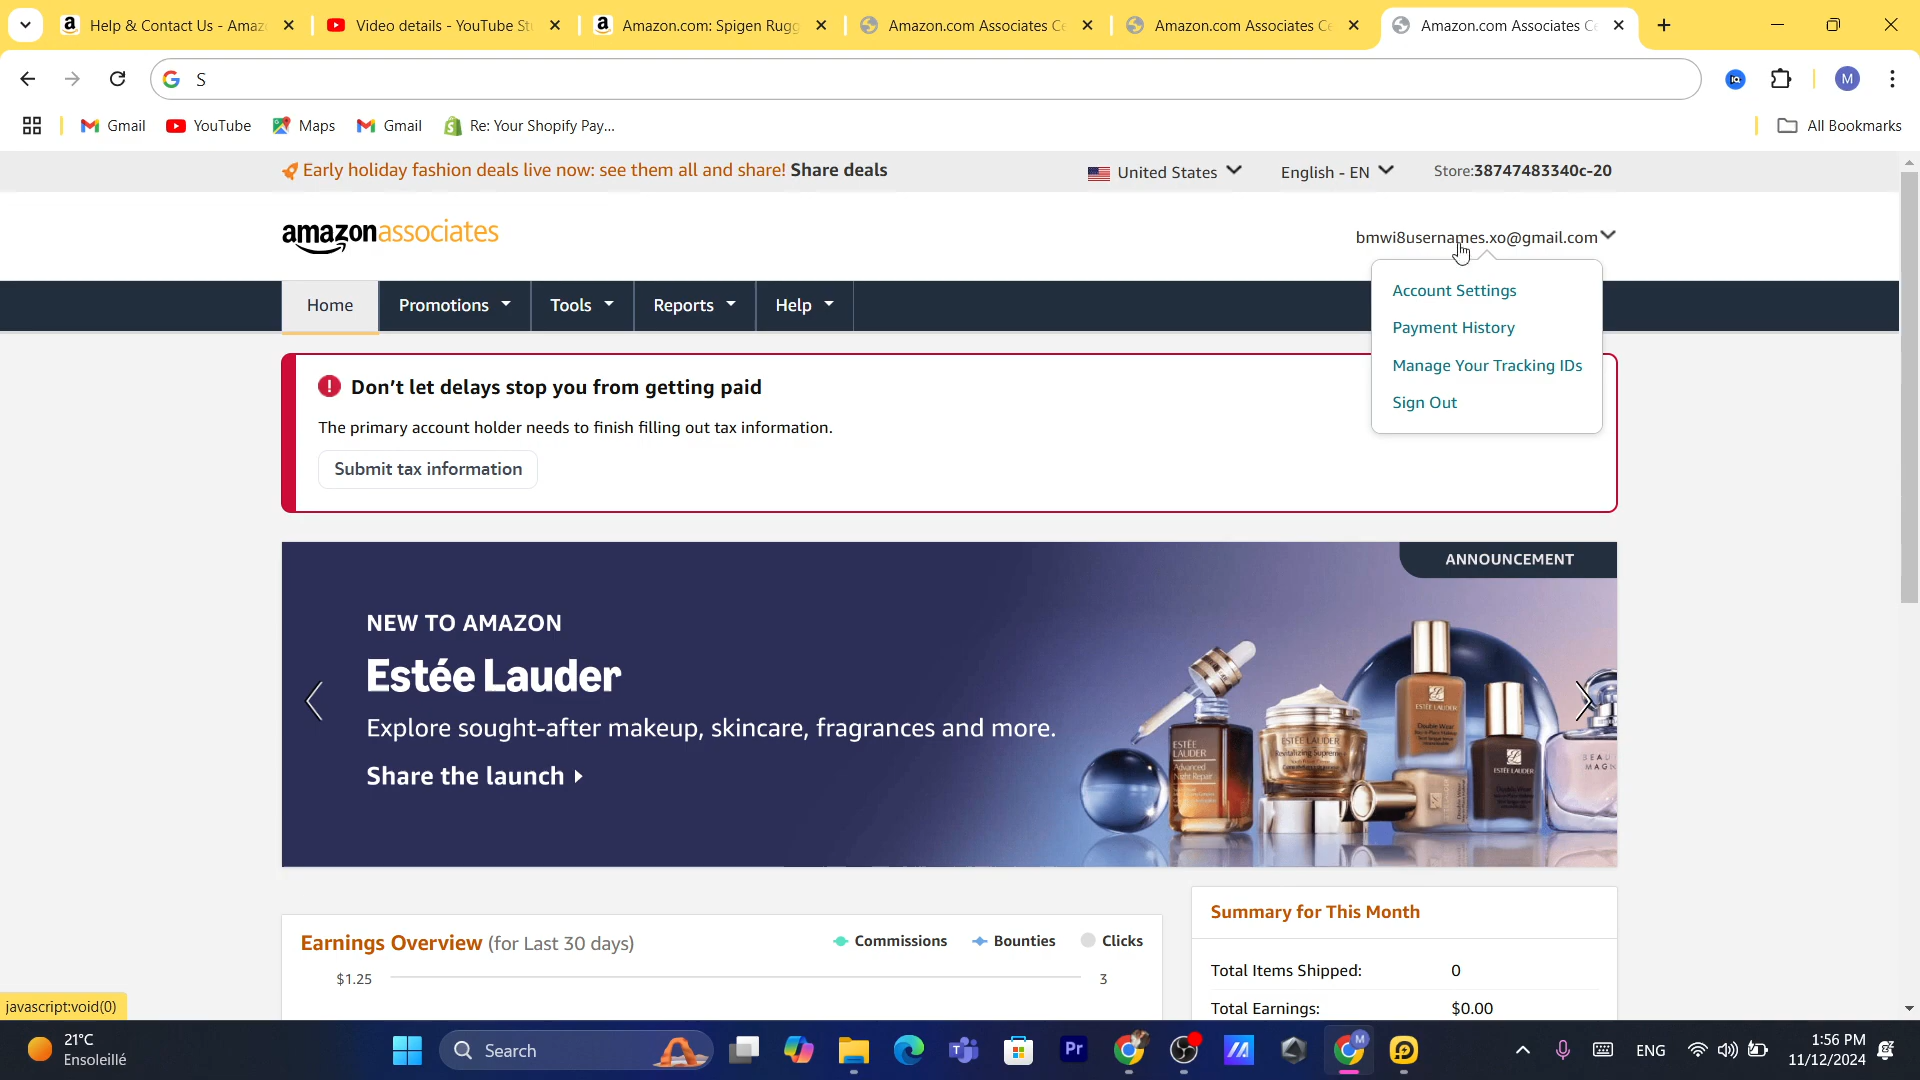 Help & Contact Us - Amaz
Video details - YouTube St
Amazon.com: Spigen Rugg
Amazon.com Associates Ce
Amazon.com Associates Ce
Amazon.com Associates Ce
S
M
Gmail
YouTube
Maps
Gmail
Re: Your Shopify Pay...
All Bookmarks
Early holiday fashion deals live now: see them all and share! Share deals
United States
English - EN
Store:38747483340c-20
amazonassociates
bmwi8usernames.xo@gmail.com
Account Settings
Payment History
Manage Your Tracking IDs
Sign Out
Home
Promotions
Tools
Reports
Help
Don't let delays stop you from getting paid
The primary account holder needs to finish filling out tax information.
Submit tax information
ANNOUNCEMENT
NEW TO AMAZON
Estée Lauder
Explore sought-after makeup, skincare, fragrances and more.
Share the launch
Earnings Overview (for Last 30 days)
Commissions
Bounties
Clicks
$1.25
3
Summary for This Month
Total Items Shipped: 0
Total Earnings: $0.00
javascript:void(0)
21°C
Ensoleillé
Search
ENG
1:56 PM
11/12/2024